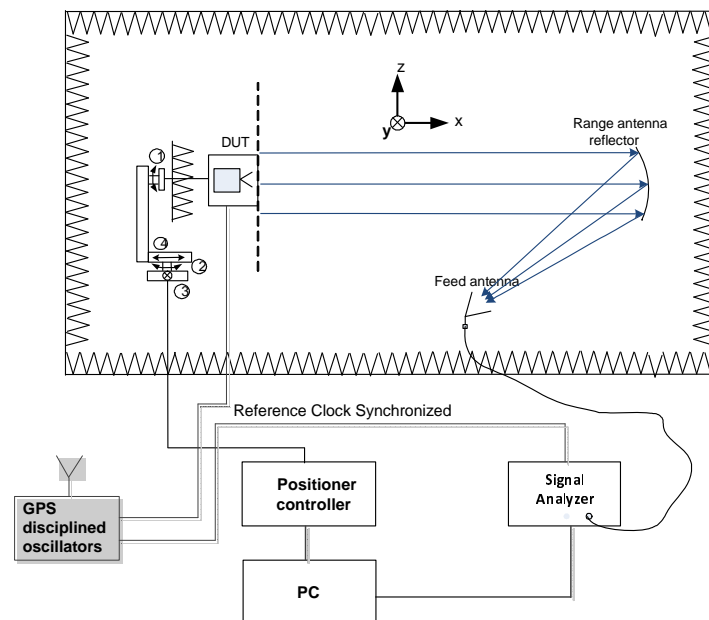 z
x
y
Range antenna
reflector
DUT
1
4
2
3
Feed antenna
Reference Clock Synchronized
Positioner
controller
Signal
Analyzer
GPS
disciplined
oscillators
PC